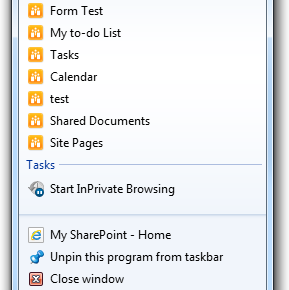 Form Test
My to-do List
Tasks
Calendar
test
Shared Documents
Site Pages
Tasks
Start InPrivate Browsing
My SharePoint - Home
Unpin this program from taskbar
Close window